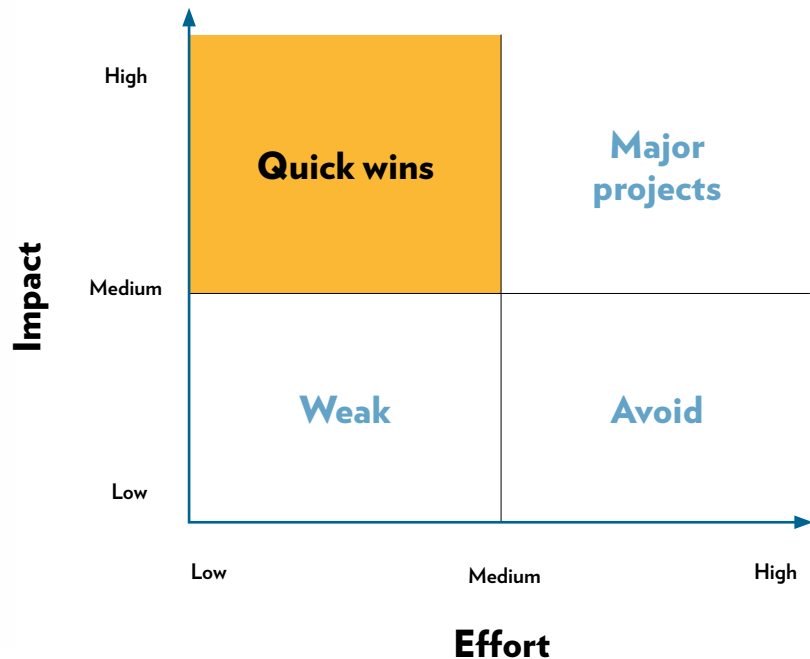 High
Quick wins
Major
projects
Impact
Medium
Weak
Avoid
Low
Low
Medium
High
Effort